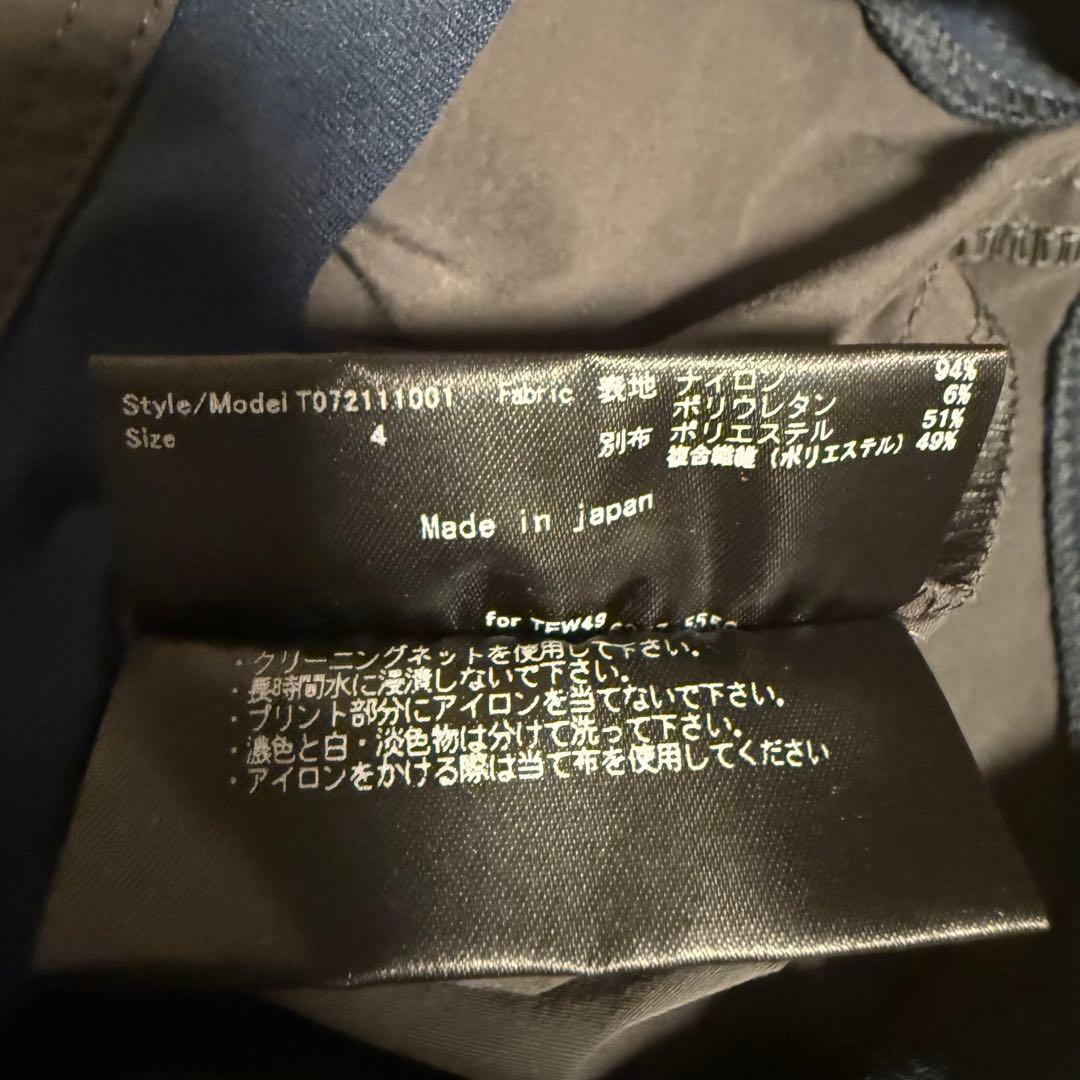 Style/Model T072111001 Fabric 表地 ナイロン 94%
ポリウレタン 6%
Size 4 別布 ポリエステル 51%
複合繊維 (ポリエステル) 49%
Made in japan
for
・クリーニングネットを使用して下さい。
・長時間水に浸漬しないで下さい。
・プリント部分にアイロンを当てないで下さい。
・濃色と白・淡色物は分けて洗って下さい。
・アイロンをかける際は当て布を使用してください